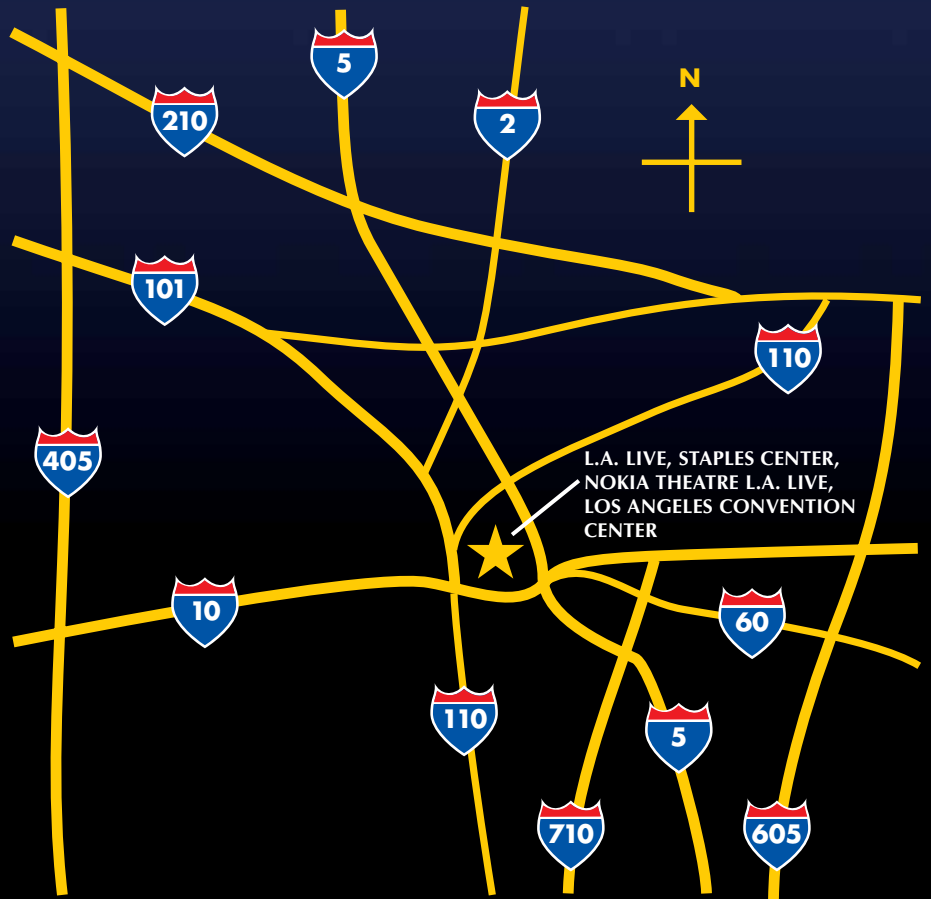 5
N
2
210
101
110
405
L.A. LIVE, STAPLES CENTER,
NOKIA THEATRE L.A. LIVE,
LOS ANGELES CONVENTION
CENTER
10
60
110
5
710
605